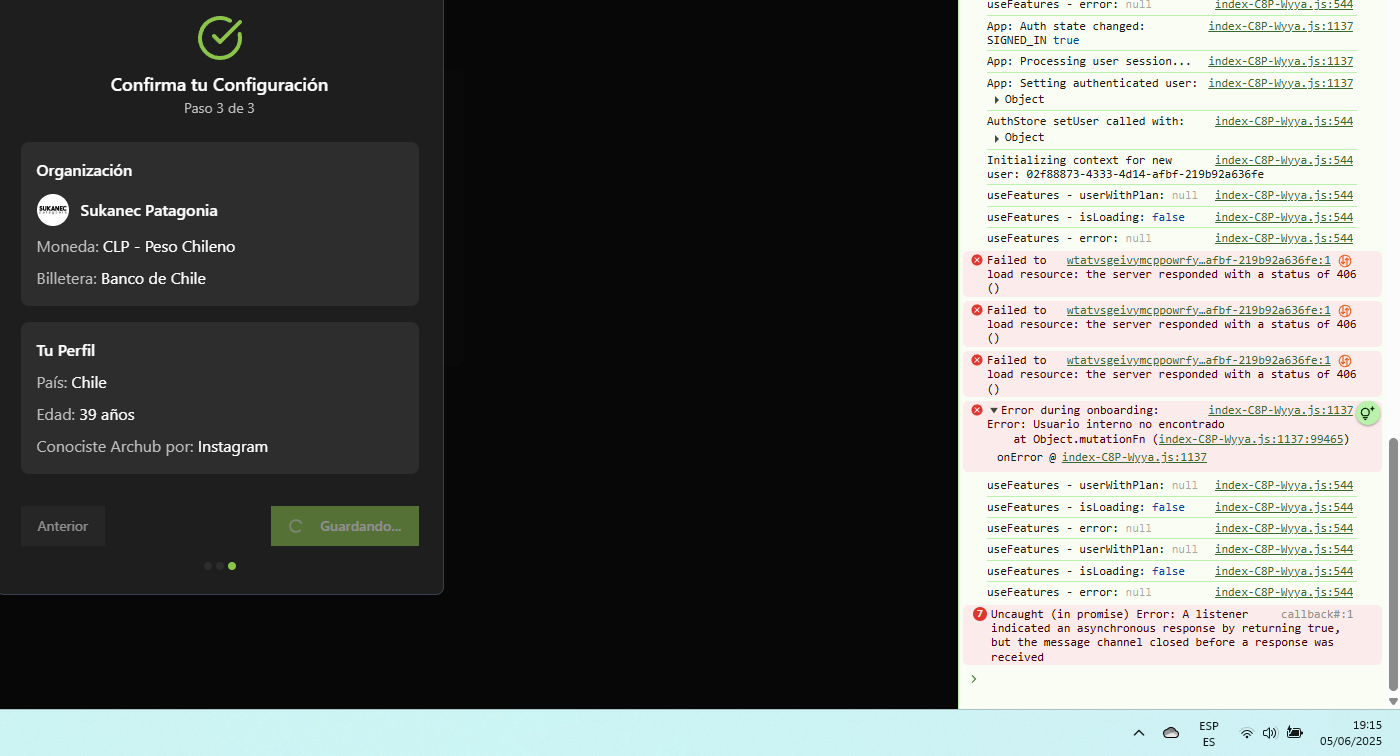 Confirma tu Configuración
Paso 3 de 3
Organización
SUKANEC
Sukanec Patagonia
Moneda: CLP - Peso Chileno
Billetera: Banco de Chile
Tu Perfil
País: Chile
Edad: 39 años
Conociste Archub por: Instagram
Anterior
Guardando...
useFeatures - error: null index-C8P-Wyya.js:544
App: Auth state changed: index-C8P-Wyya.js:1137
SIGNED_IN true
App: Processing user session... index-C8P-Wyya.js:1137
App: Setting authenticated user: index-C8P-Wyya.js:1137
Object
AuthStore setUser called with: index-C8P-Wyya.js:544
Object
Initializing context for new index-C8P-Wyya.js:544
user: 02f88873-4333-4d14-afbf-219b92a636fe
useFeatures - userWithPlan: null index-C8P-Wyya.js:544
useFeatures - isLoading: false index-C8P-Wyya.js:544
useFeatures - error: null index-C8P-Wyya.js:544
Failed to wtatvsgeivymcppowrfy…afbf-219b92a636fe:1
load resource: the server responded with a status of 406
()
Failed to wtatvsgeivymcppowrfy…afbf-219b92a636fe:1
load resource: the server responded with a status of 406
()
Failed to wtatvsgeivymcppowrfy…afbf-219b92a636fe:1
load resource: the server responded with a status of 406
()
Error during onboarding: index-C8P-Wyya.js:1137
Error: Usuario interno no encontrado
at Object.mutationFn (index-C8P-Wyya.js:1137:99465)
onError @ index-C8P-Wyya.js:1137
useFeatures - userWithPlan: null index-C8P-Wyya.js:544
useFeatures - isLoading: false index-C8P-Wyya.js:544
useFeatures - error: null index-C8P-Wyya.js:544
useFeatures - userWithPlan: null index-C8P-Wyya.js:544
useFeatures - isLoading: false index-C8P-Wyya.js:544
useFeatures - error: null index-C8P-Wyya.js:544
7 Uncaught (in promise) Error: A listener callback#:1
indicated an asynchronous response by returning true,
but the message channel closed before a response was
received
ESP
ES
19:15
05/06/2025